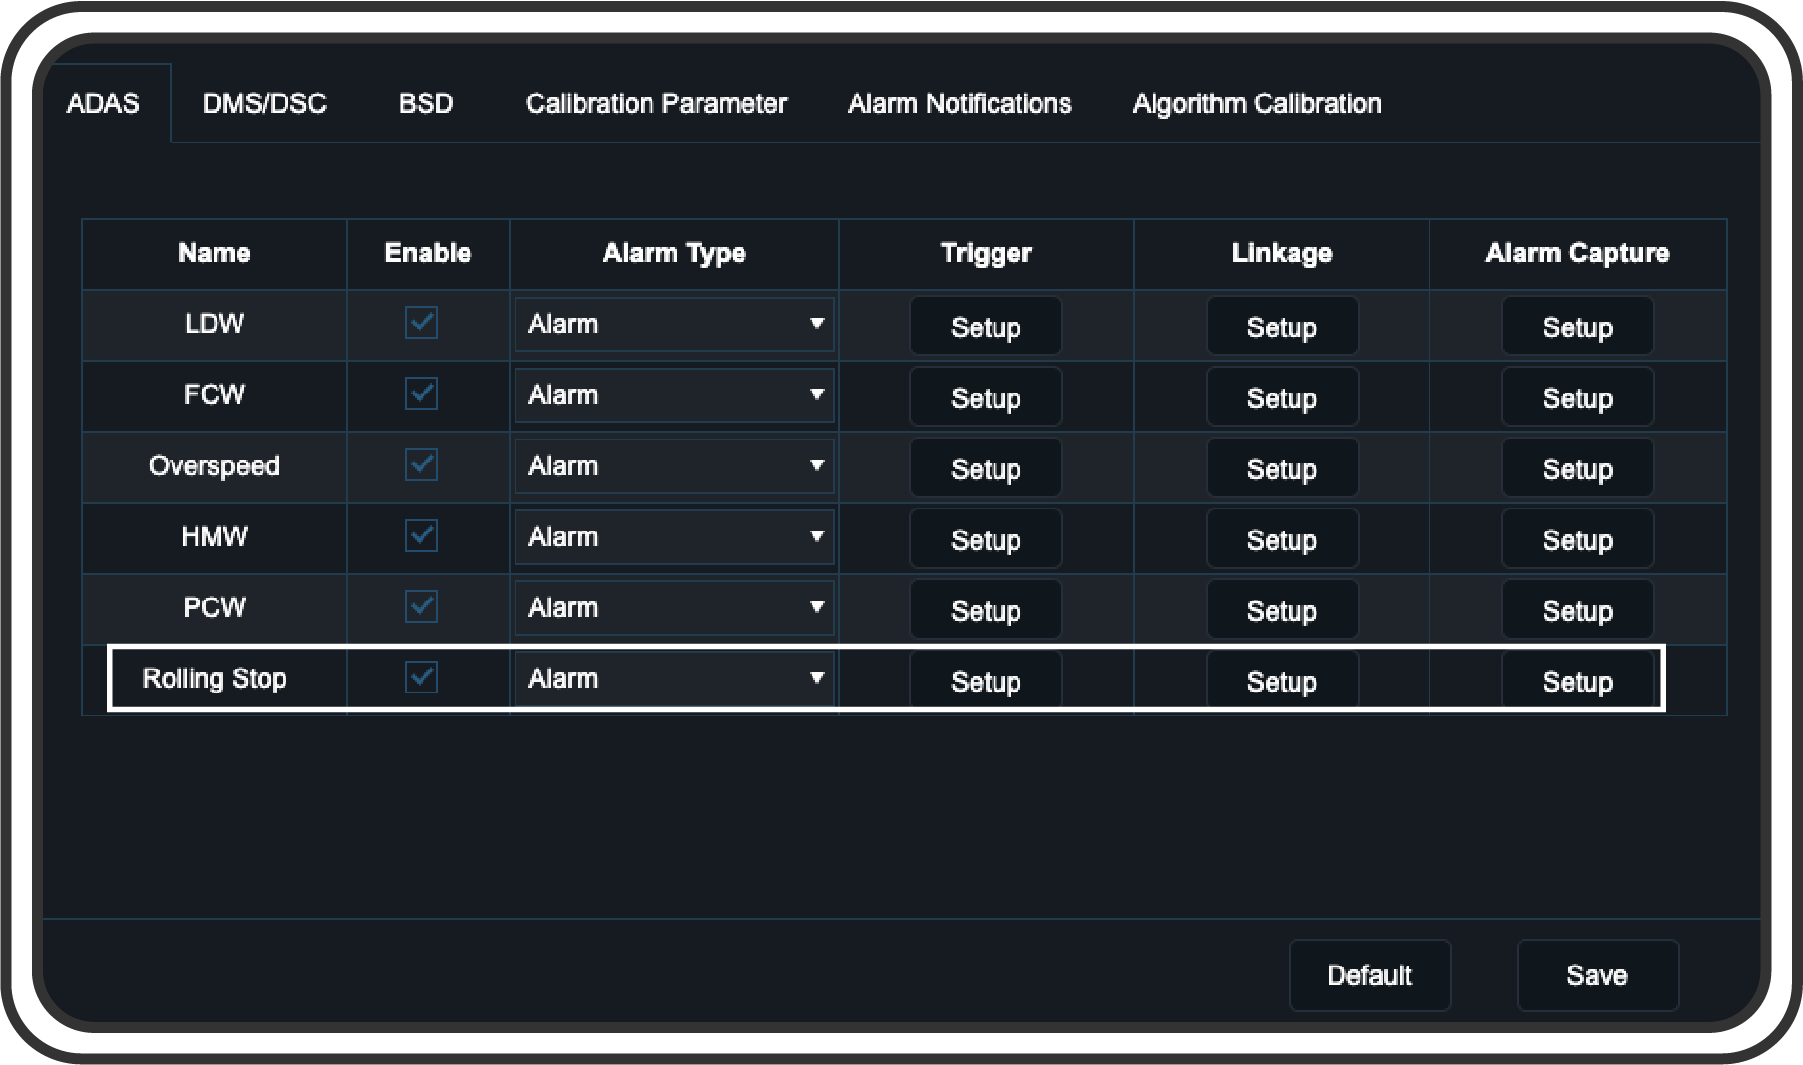 ADAS DMS/DSC BSD Calibration Parameter Alarm Notifications Algorithm Calibration
Name Enable Alarm Type Trigger Linkage Alarm Capture
LDW Alarm Setup Setup Setup
FCW Alarm Setup Setup Setup
Overspeed Alarm Setup Setup Setup
HMW Alarm Setup Setup Setup
PCW Alarm Setup Setup Setup
Rolling Stop Alarm Setup Setup Setup
Default Save